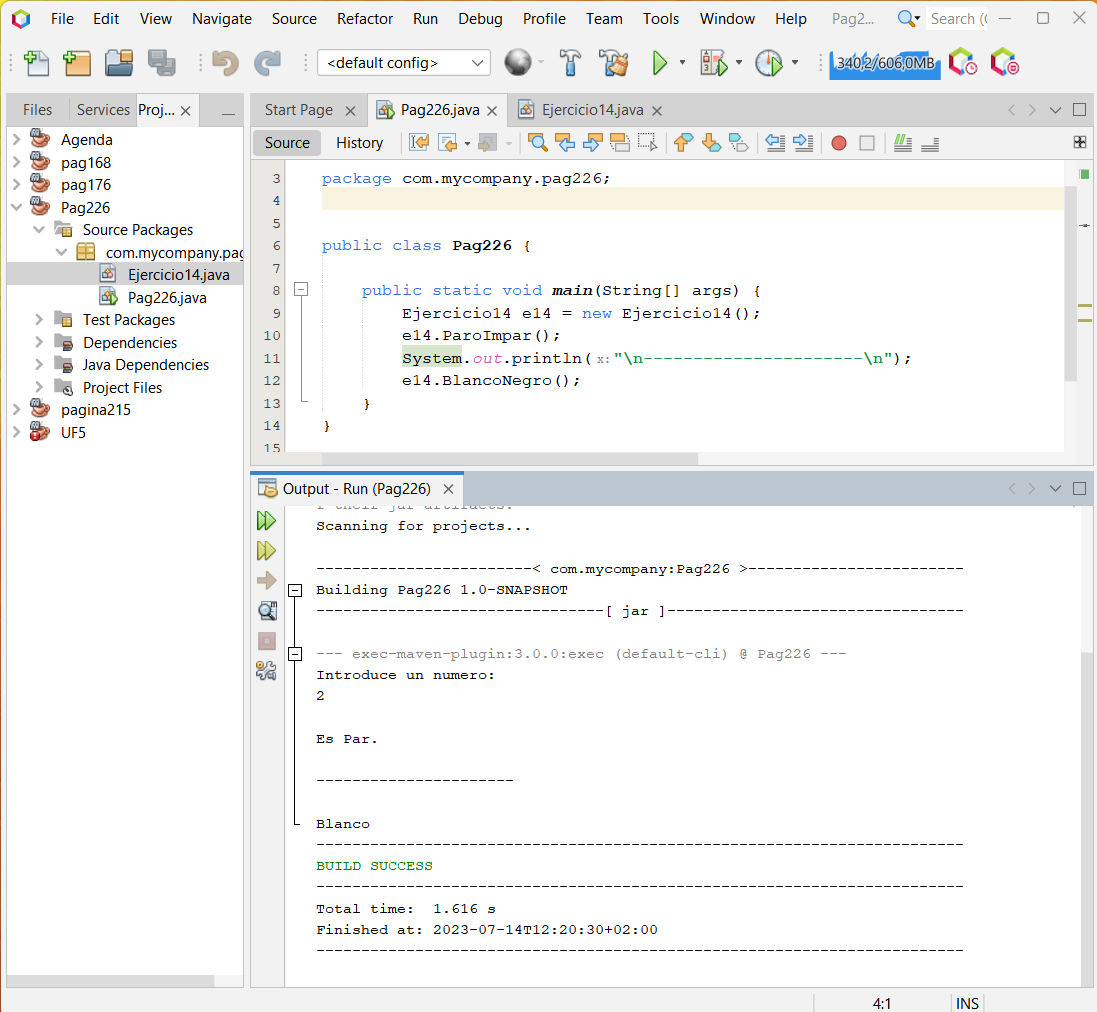 File Edit View Navigate Source Refactor Run Debug Profile Team Tools Window Help Pag2... Search (C
<default config> 340,2/606,0MB
Files Services Proj...
Start Page Pag226.java Ejercicio14.java
Source History
Agenda
pag168
pag176
Pag226
Source Packages
com.mycompany.pag
Ejercicio14.java
Pag226.java
Test Packages
Dependencies
Java Dependencies
Project Files
pagina215
UF5
3 package com.mycompany.pag226;
4
5
6 public class Pag226 {
7
8 public static void main(String[] args) {
9 Ejercicio14 e14 = new Ejercicio14();
10 e14.ParoImpar();
11 System.out.println(x:"\n----------------------\n");
12 e14.BlancoNegro();
13 }
14 }
15
Output - Run (Pag226)
Scanning for projects...
------------------------< com.mycompany:Pag226 >------------------------
Building Pag226 1.0-SNAPSHOT
--------------------------------[ jar ]---------------------------------
--- exec-maven-plugin:3.0.0:exec (default-cli) @ Pag226 ---
Introduce un numero:
2
Es Par.
----------------------
Blanco
------------------------------------------------------------------------
BUILD SUCCESS
------------------------------------------------------------------------
Total time:  1.616 s
Finished at: 2023-07-14T12:20:30+02:00
------------------------------------------------------------------------
4:1 INS